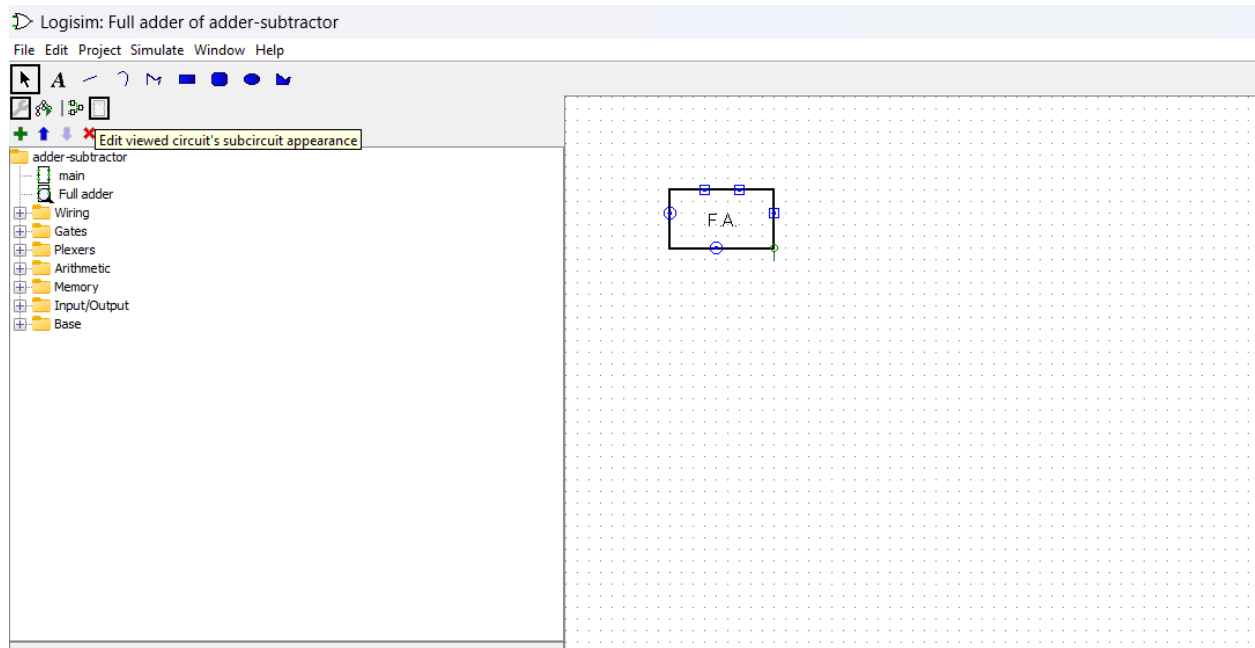 Logisim: Full adder of adder-subtractor
File Edit Project Simulate Window Help
A
Edit viewed circuit's subcircuit appearance
adder-subtractor
main
Full adder
Wiring
Gates
Plexers
Arithmetic
Memory
Input/Output
Base
F.A.